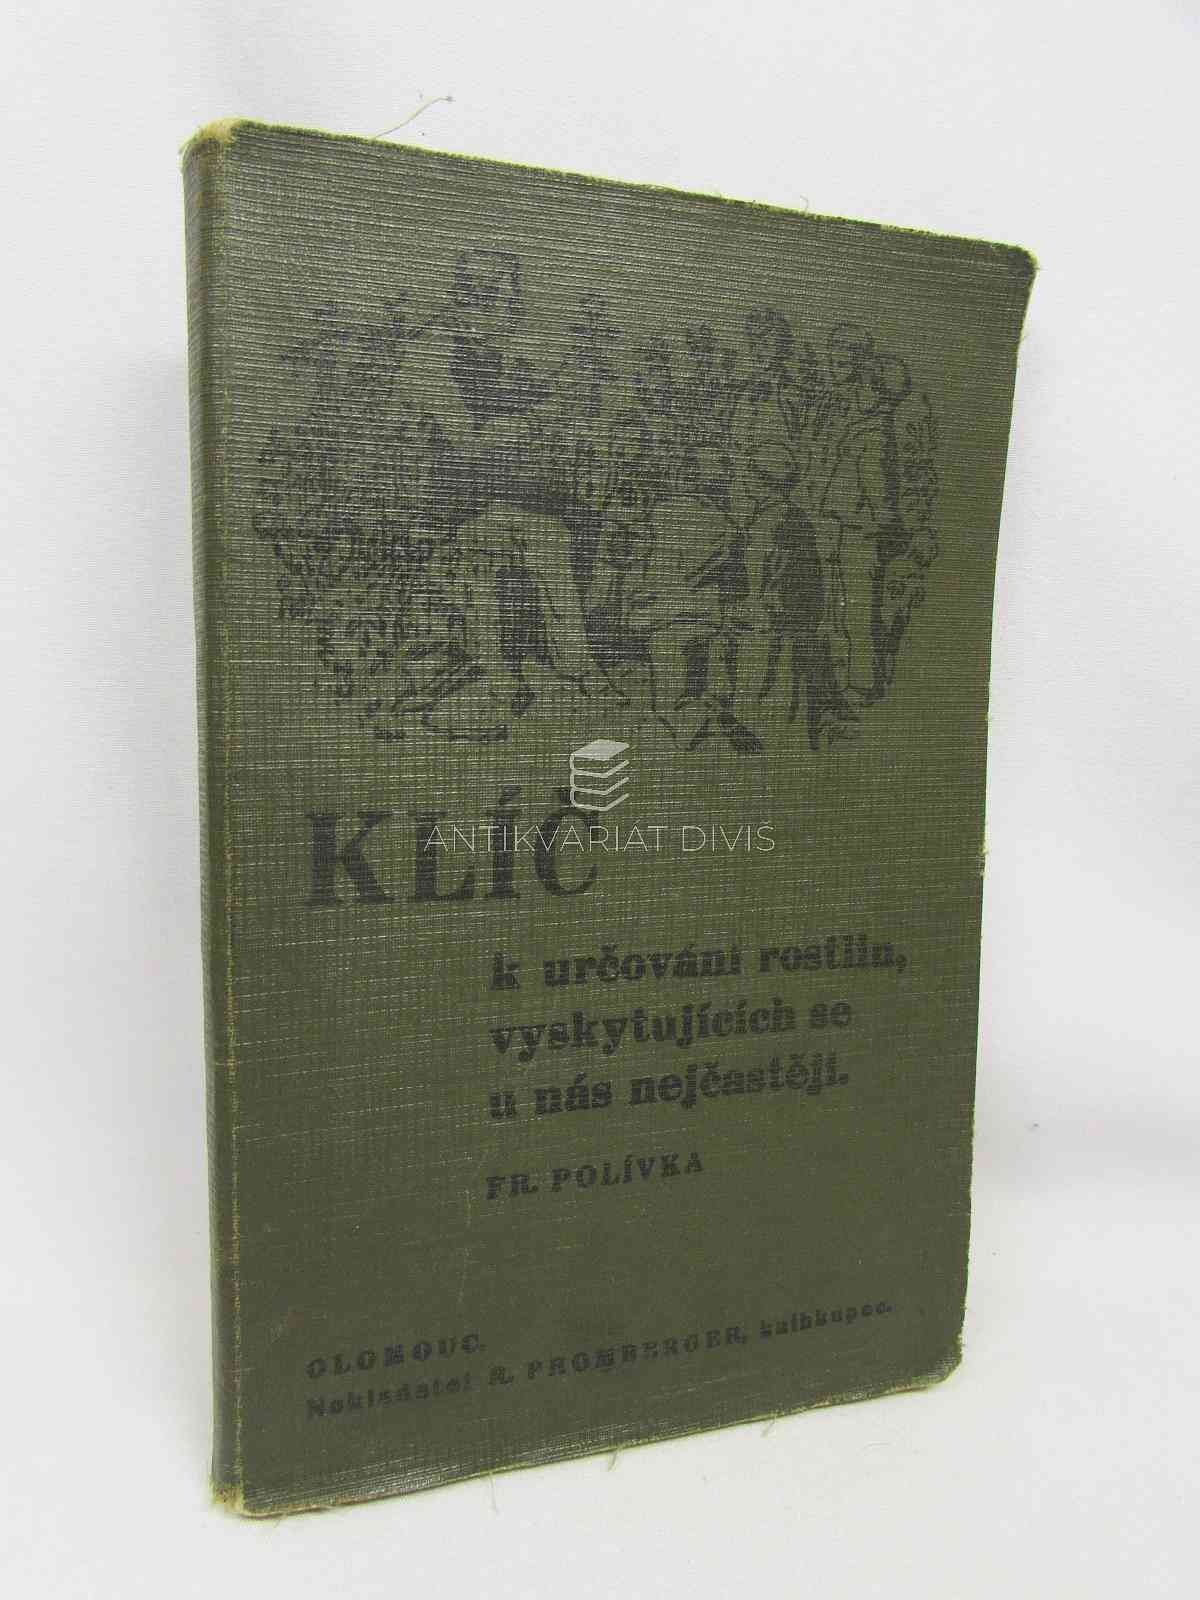 KLÍČ
ANTIKVARIÁT DIVIŠ
k určování rostlin,
vyskytujících se
u nás nejčastěji.
FR. POLÍVKA
OLOMOUC.
Nakladatel R. PROMBERGER, knihkupec.